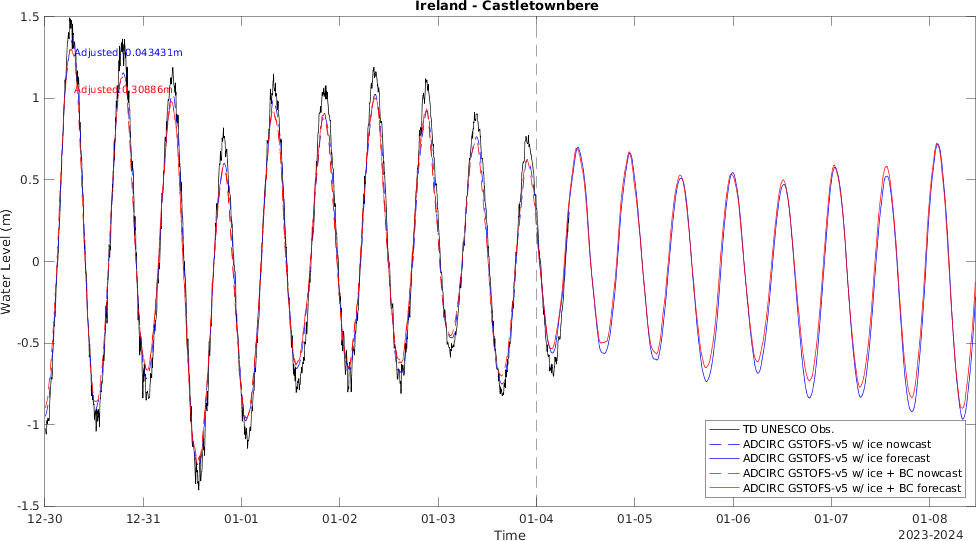 Ireland - Castletownbere
1.5
1
0.5
0
-0.5
-1
-1.5
Water Level (m)
Adjusted: 0.043431m
Adjusted:0.30886m
TD UNESCO Obs.
ADCIRC GSTOFS-v5 w/ ice nowcast
ADCIRC GSTOFS-v5 w/ ice forecast
ADCIRC GSTOFS-v5 w/ ice + BC nowcast
ADCIRC GSTOFS-v5 w/ ice + BC forecast
12-30 12-31 01-01 01-02 01-03 01-04 01-05 01-06 01-07 01-08
Time
2023-2024